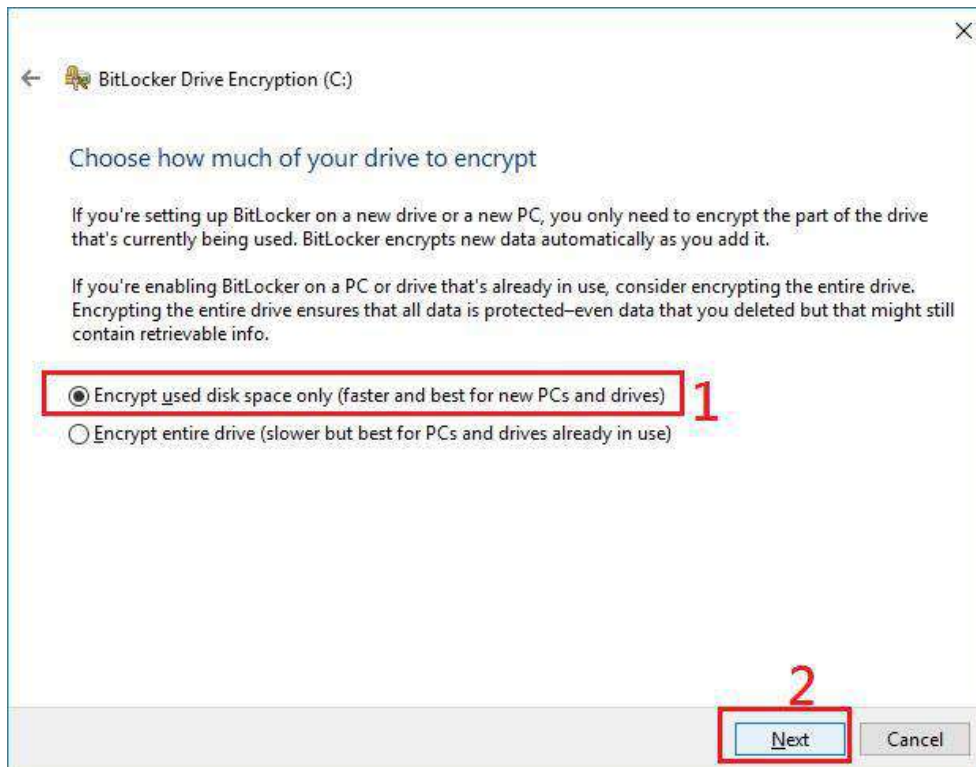 BitLocker Drive Encryption (C:)
Choose how much of your drive to encrypt
If you're setting up BitLocker on a new drive or a new PC, you only need to encrypt the part of the drive
that's currently being used. BitLocker encrypts new data automatically as you add it.
If you're enabling BitLocker on a PC or drive that's already in use, consider encrypting the entire drive.
Encrypting the entire drive ensures that all data is protected–even data that you deleted but that might still
contain retrievable info.
Encrypt used disk space only (faster and best for new PCs and drives) 1
Encrypt entire drive (slower but best for PCs and drives already in use)
2
Next Cancel